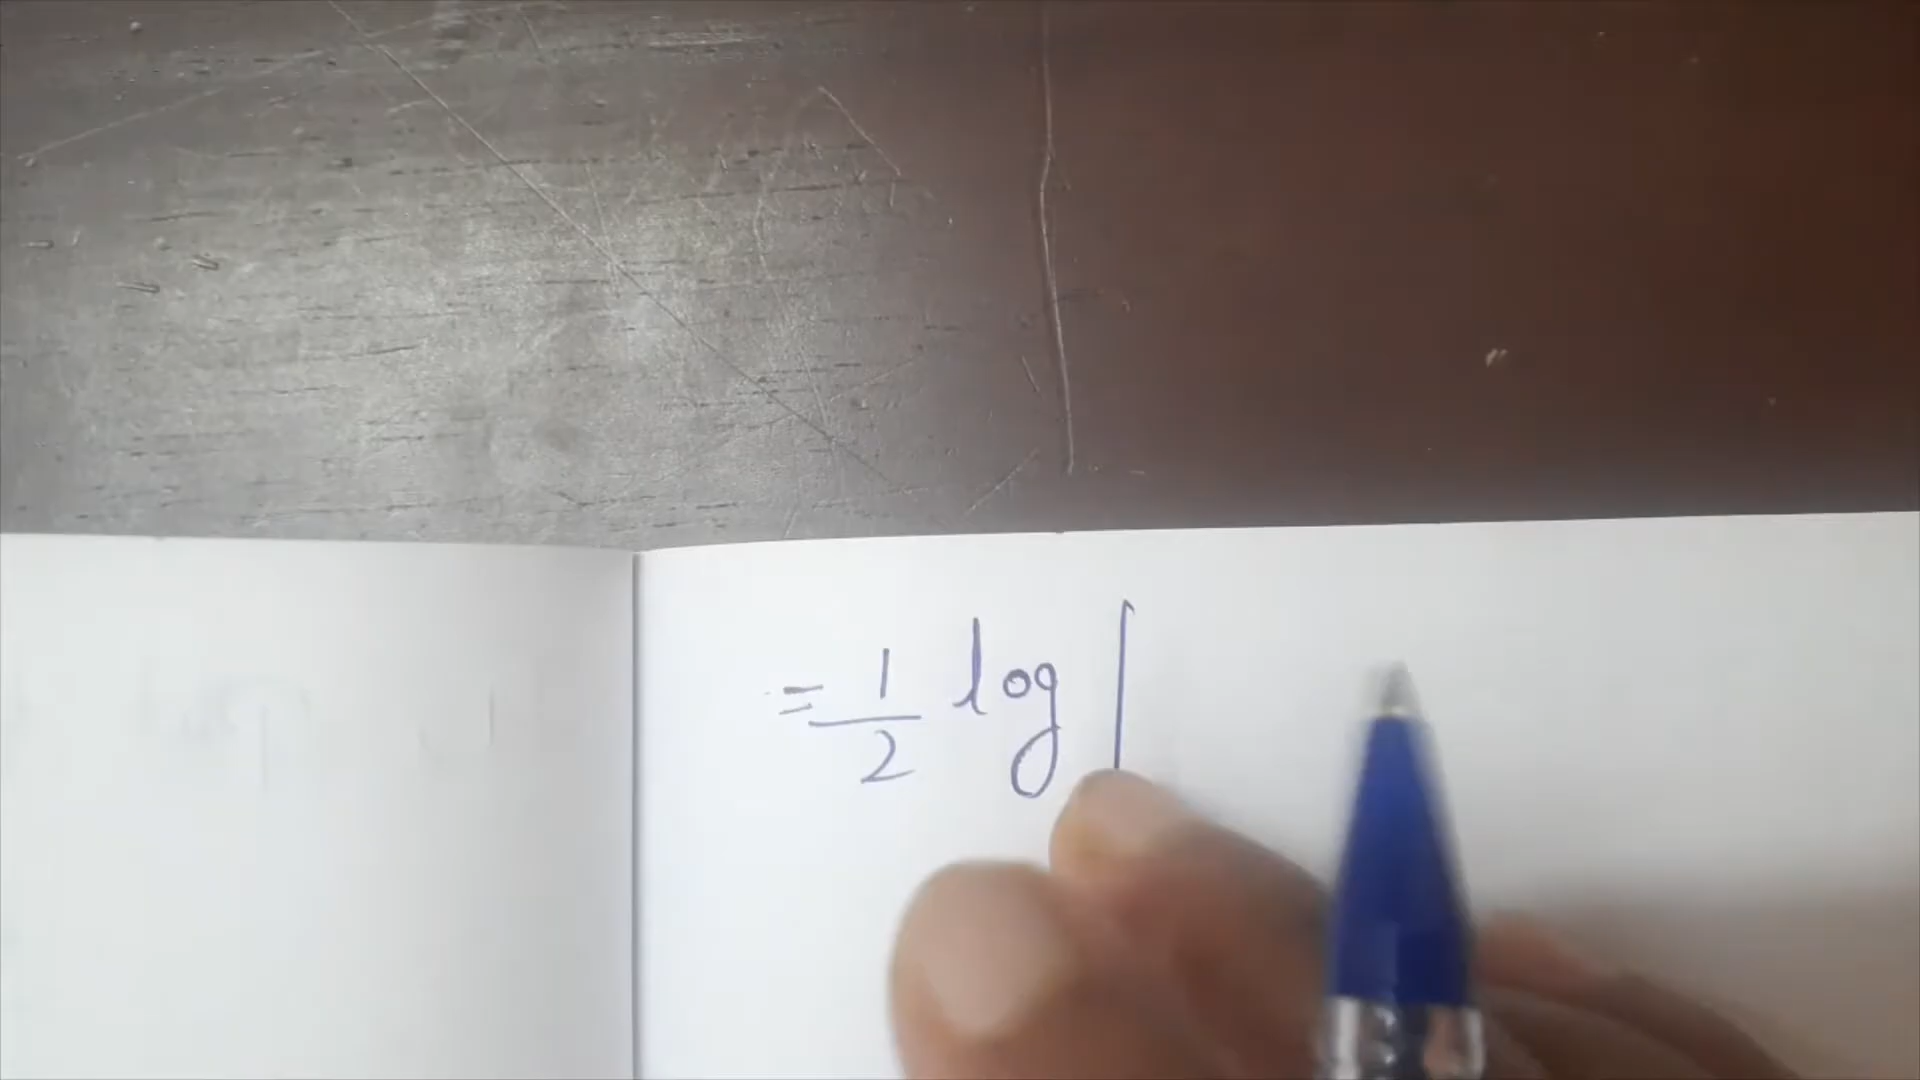 = 1/2 log |